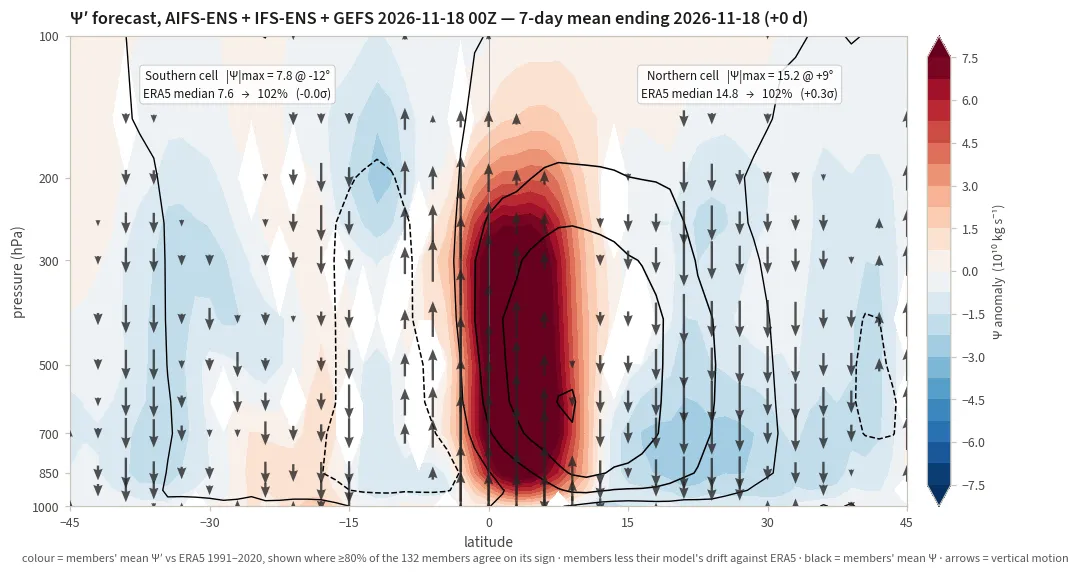 Ψ′ forecast, AIFS-ENS + IFS-ENS + GEFS 2026-11-18 00Z — 7-day mean ending 2026-11-18 (+0 d)
Southern cell |Ψ|max = 7.8 @ -12°
ERA5 median 7.6 → 102% (-0.0σ)
Northern cell |Ψ|max = 15.2 @ +9°
ERA5 median 14.8 → 102% (+0.3σ)
pressure (hPa)
100
200
300
400
500
700
850
1000
−45
−30
−15
0
15
30
45
latitude
7.5
6.0
4.5
3.0
1.5
0.0
−1.5
−3.0
−4.5
−6.0
−7.5
Ψ anomaly (10¹⁰ kg s⁻¹)
colour = members' mean Ψ′ vs ERA5 1991–2020, shown where ≥80% of the 132 members agree on its sign · members less their model's drift against ERA5 · black = members' mean Ψ · arrows = vertical motion